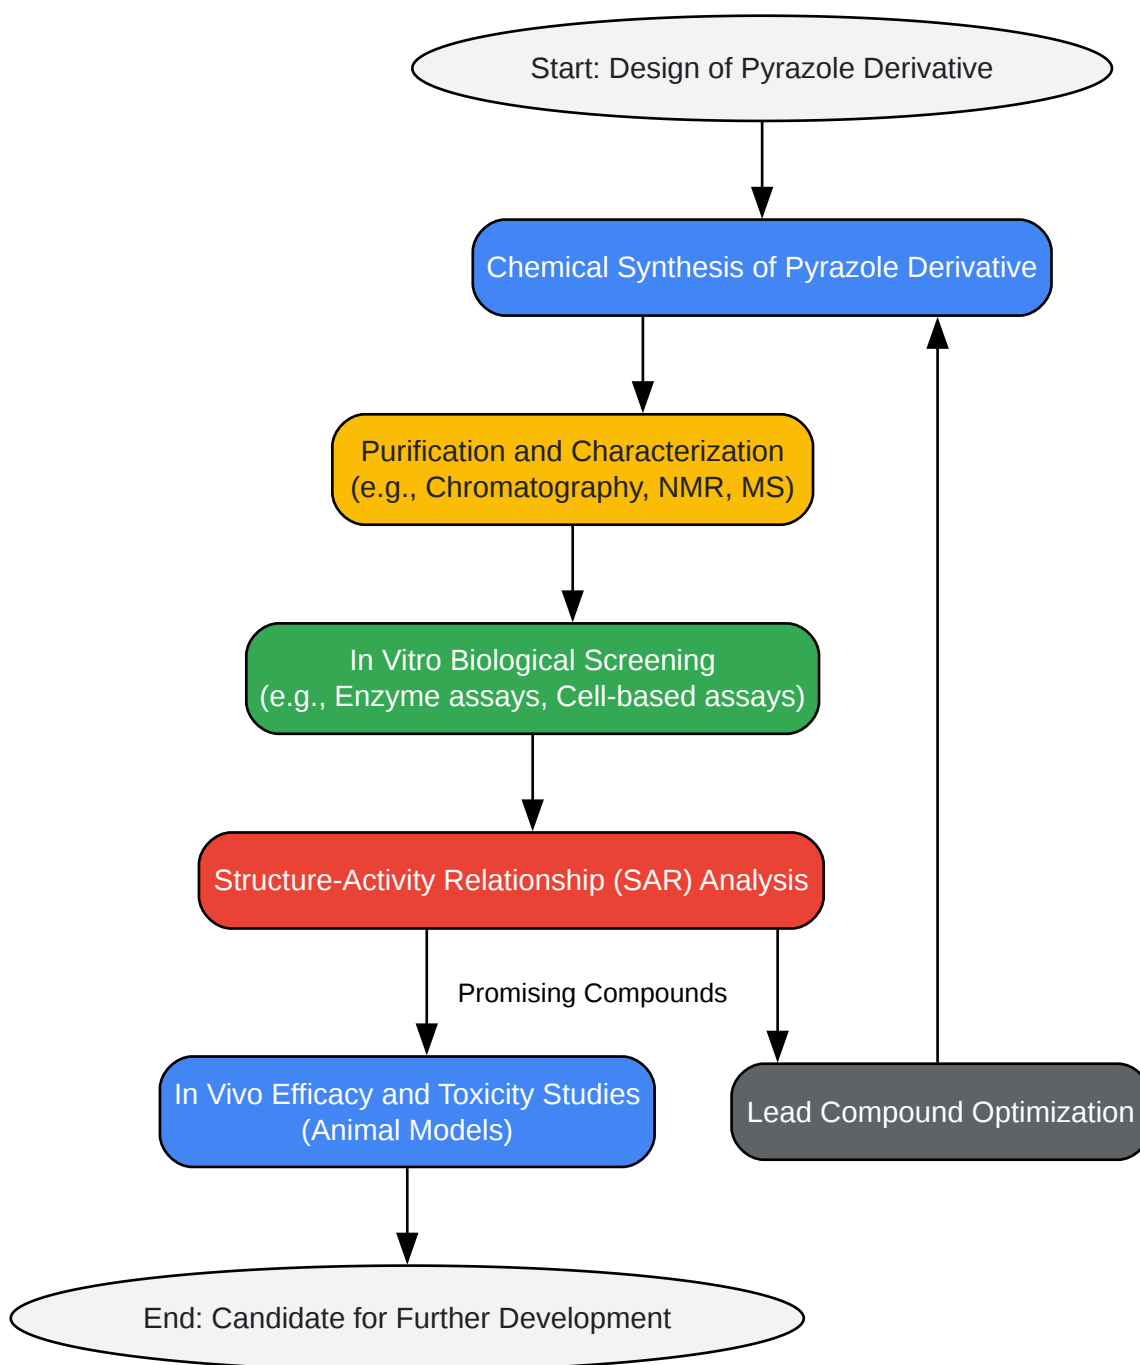 Start: Design of Pyrazole Derivative
Chemical Synthesis of Pyrazole Derivative
Purification and Characterization
(e.g., Chromatography, NMR, MS)
In Vitro Biological Screening
(e.g., Enzyme assays, Cell-based assays)
Structure-Activity Relationship (SAR) Analysis
Promising Compounds
In Vivo Efficacy and Toxicity Studies
(Animal Models)
Lead Compound Optimization
End: Candidate for Further Development